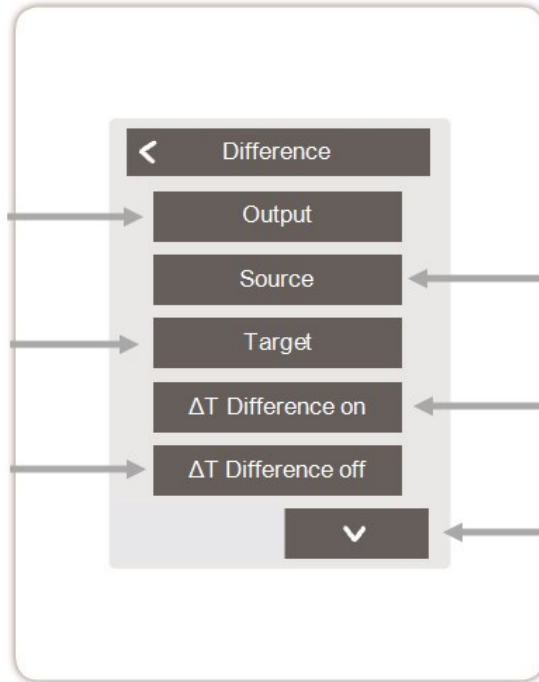 Difference
Output
Source
Target
ΔT Difference on
ΔT Difference off